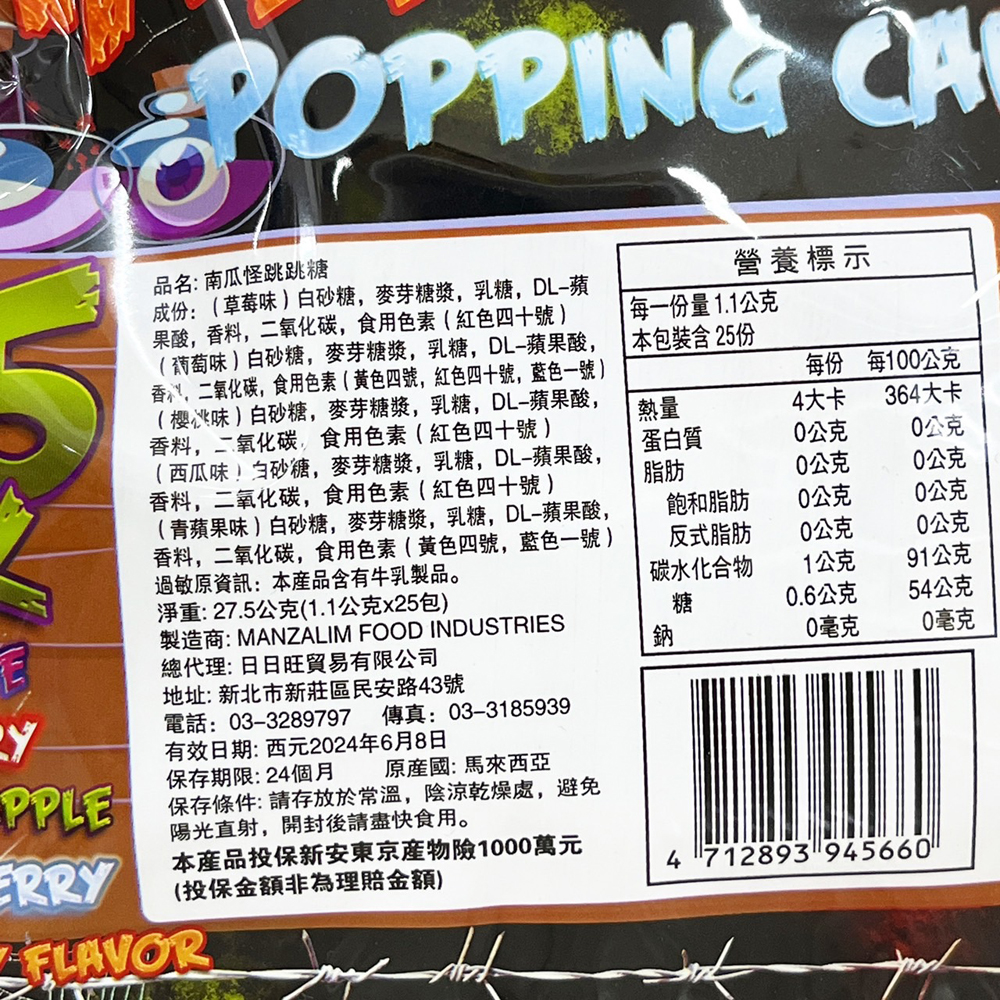 POPPING
品名: 南瓜怪跳跳糖
成份: (草莓味) 白砂糖, 麥芽糖漿, 乳糖, DL-蘋
果酸, 香料, 二氧化碳, 食用色素 (紅色四十號)
(葡萄味) 白砂糖, 麥芽糖漿, 乳糖, DL-蘋果酸,
香料, 二氧化碳, 食用色素 (黃色四號, 紅色四十號, 藍色一號)
(櫻桃味) 白砂糖, 麥芽糖漿, 乳糖, DL-蘋果酸,
香料, 二氧化碳, 食用色素 (紅色四十號)
(西瓜味) 白砂糖, 麥芽糖漿, 乳糖, DL-蘋果酸,
香料, 二氧化碳, 食用色素 (紅色四十號)
(青蘋果味) 白砂糖, 麥芽糖漿, 乳糖, DL-蘋果酸,
香料, 二氧化碳, 食用色素 (黃色四號, 藍色一號)
過敏原資訊: 本產品含有牛乳製品。
淨重: 27.5公克(1.1公克x25包)
製造商: MANZALIM FOOD INDUSTRIES
總代理: 日日旺貿易有限公司
地址: 新北市新莊區民安路43號
電話: 03-3289797 傳真: 03-3185939
有效日期: 西元2024年6月8日
保存期限: 24個月 原產國: 馬來西亞
保存條件: 請存放於常溫, 陰涼乾燥處, 避免
陽光直射, 開封後請盡快食用。
本產品投保新安東京產物險1000萬元
(投保金額非為理賠金額)
營養標示
每一份量 1.1公克
本包裝含 25份
每份 每100公克
熱量 4大卡 364大卡
蛋白質 0公克 0公克
脂肪 0公克 0公克
飽和脂肪 0公克 0公克
反式脂肪 0公克 0公克
碳水化合物 1公克 91公克
糖 0.6公克 54公克
鈉 0毫克 0毫克
4 712893 945660
5
PPLE
ERRY
FLAVOR